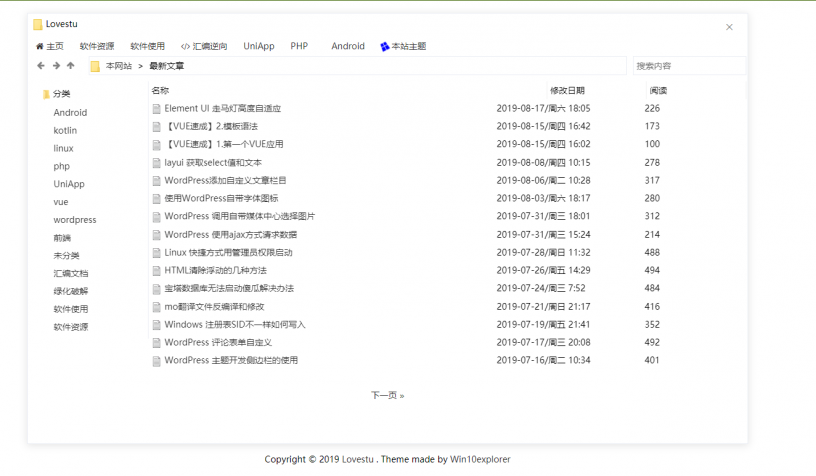 Lovestu
主页 软件资源 软件使用 </> 汇编逆向 UniApp PHP Android 本站主题
本网站 > 最新文章 搜索内容
分类
Android
kotlin
linux
php
UniApp
vue
wordpress
前端
未分类
汇编文档
绿化破解
软件使用
软件资源
名称 修改日期 阅读
Element UI 走马灯高度自适应 2019-08-17/周六 18:05 226
【VUE速成】2.模板语法 2019-08-15/周四 16:42 173
【VUE速成】1.第一个VUE应用 2019-08-15/周四 16:02 100
layui 获取select值和文本 2019-08-08/周四 10:15 278
WordPress添加自定义文章栏目 2019-08-06/周二 10:28 317
使用WordPress自带字体图标 2019-08-03/周六 18:17 280
WordPress 调用自带媒体中心选择图片 2019-07-31/周三 18:01 312
WordPress 使用ajax方式请求数据 2019-07-31/周三 15:24 214
Linux 快捷方式用管理员权限启动 2019-07-28/周日 11:32 488
HTML清除浮动的几种方法 2019-07-26/周五 14:29 494
宝塔数据库无法启动傻瓜解决办法 2019-07-24/周三 7:52 484
mo翻译文件反编译和修改 2019-07-21/周日 21:17 416
Windows 注册表SID不一样如何写入 2019-07-19/周五 21:41 352
WordPress 评论表单自定义 2019-07-17/周三 20:08 492
WordPress 主题开发侧边栏的使用 2019-07-16/周二 10:34 401
下一页 »
Copyright © 2019 Lovestu . Theme made by Win10explorer